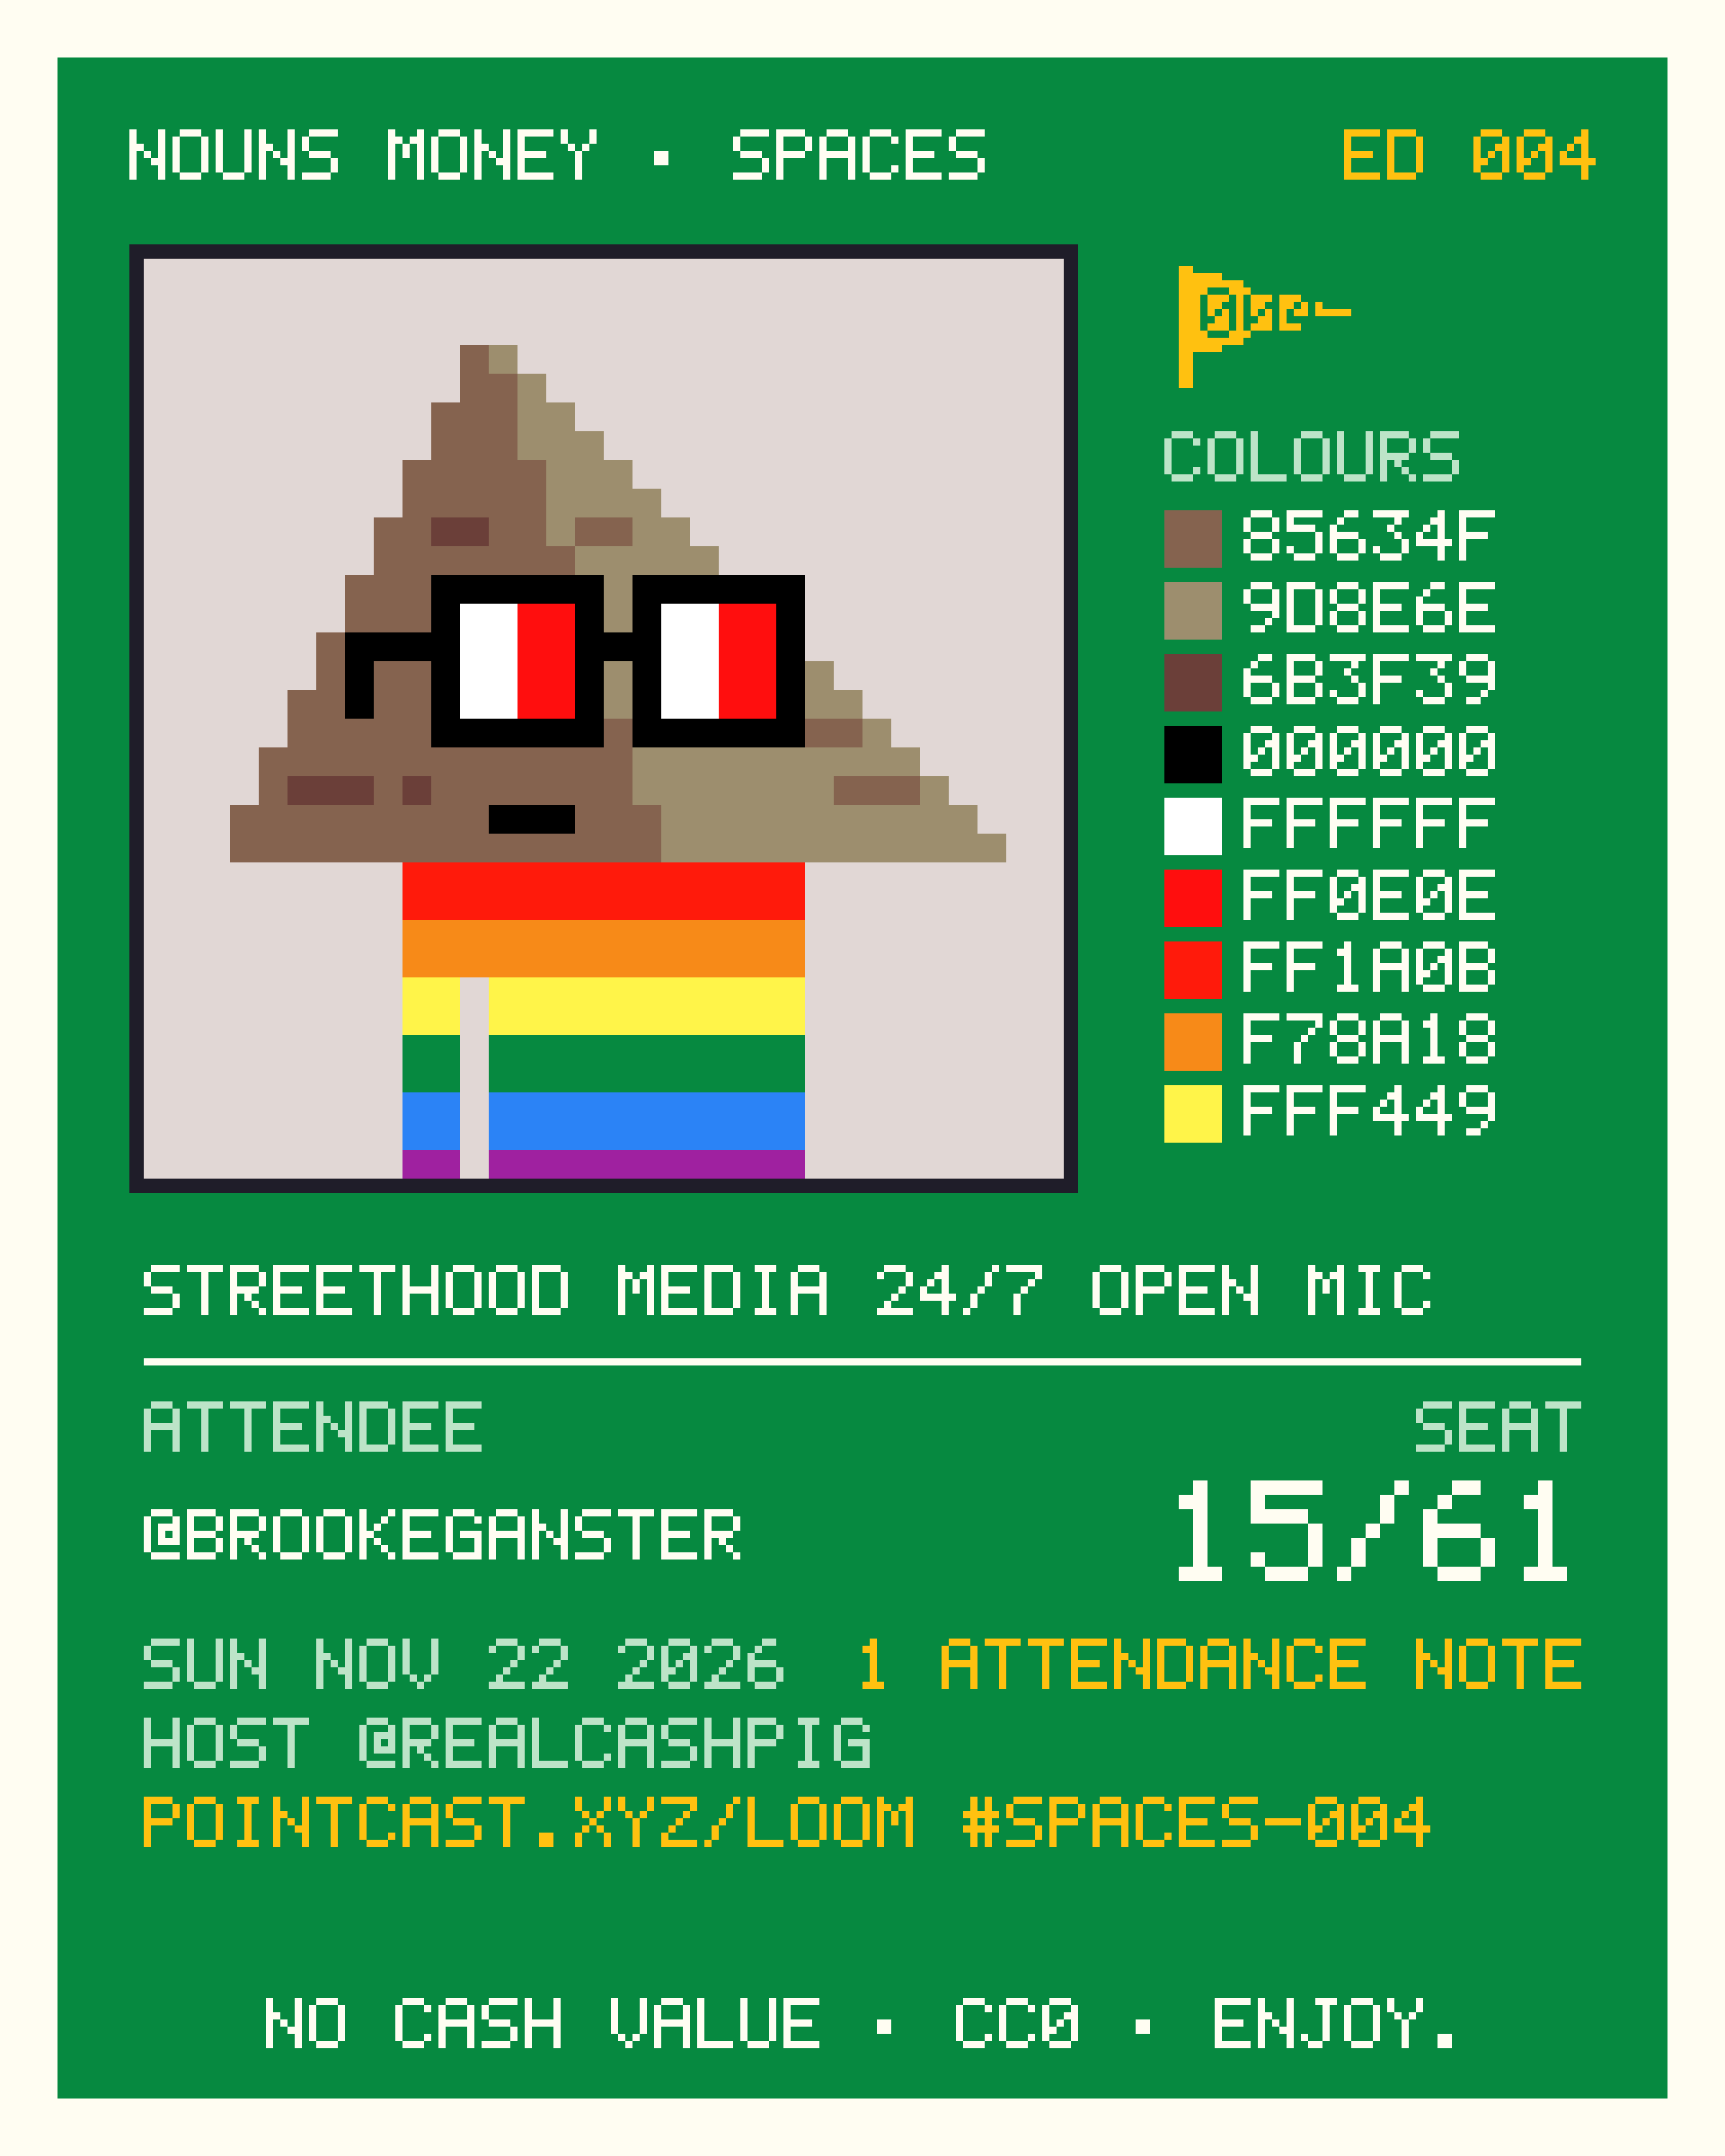 NOUNS MONEY · SPACES ED 004
COLOURS
85634F
9D8E6E
6B3F39
000000
FFFFFF
FF0E0E
FF1A0B
F78A18
FFF449
STREETHOOD MEDIA 24/7 OPEN MIC
ATTENDEE SEAT
@BROOKEGANSTER 15/61
SUN NOV 22 2026 1 ATTENDANCE NOTE
HOST @REALCASHPIG
POINTCAST.XYZ/LOOM #SPACES-004
NO CASH VALUE · CC0 · ENJOY.